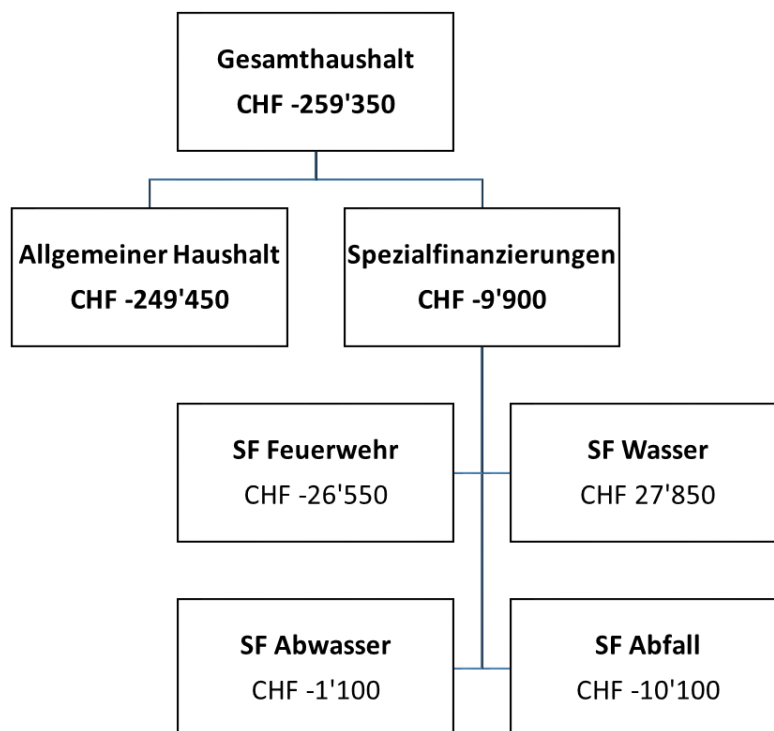 Gesamthaushalt
CHF -259'350
Allgemeiner Haushalt
CHF -249'450
Spezialfinanzierungen
CHF -9'900
SF Feuerwehr
CHF -26'550
SF Wasser
CHF 27'850
SF Abwasser
CHF -1'100
SF Abfall
CHF -10'100